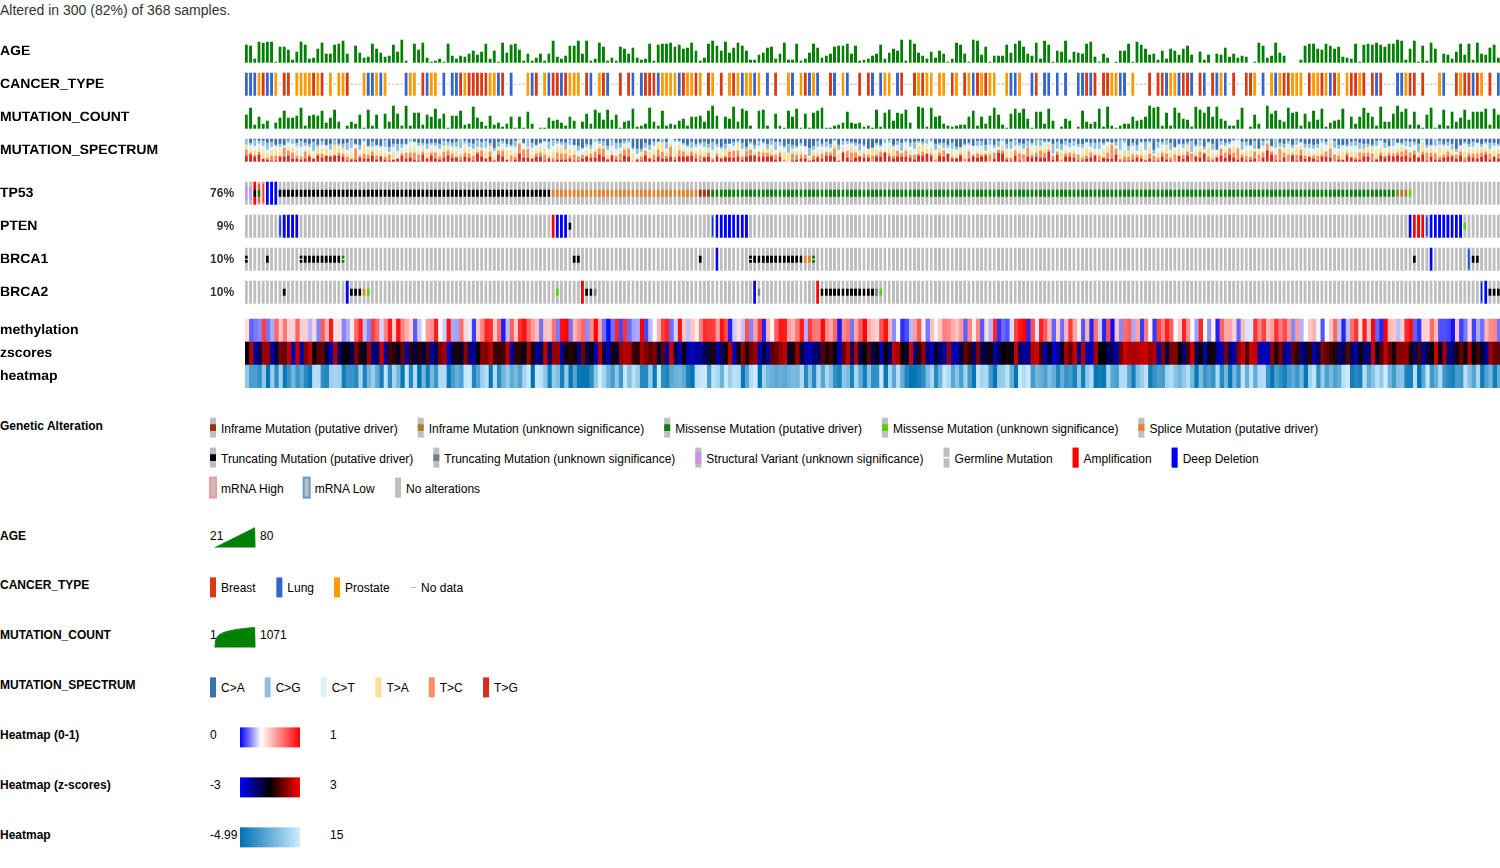 Altered in 300 (82%) of 368 samples.
AGE
CANCER_TYPE
MUTATION_COUNT
MUTATION_SPECTRUM
TP53 76%
PTEN 9%
BRCA1 10%
BRCA2 10%
methylation
zscores
heatmap
Genetic Alteration Inframe Mutation (putative driver) Inframe Mutation (unknown significance) Missense Mutation (putative driver) Missense Mutation (unknown significance) Splice Mutation (putative driver)
Truncating Mutation (putative driver) Truncating Mutation (unknown significance) Structural Variant (unknown significance) Germline Mutation Amplification Deep Deletion
mRNA High mRNA Low No alterations
AGE 21 80
CANCER_TYPE Breast Lung Prostate No data
MUTATION_COUNT 1 1071
MUTATION_SPECTRUM C>A C>G C>T T>A T>C T>G
Heatmap (0-1) 0 1
Heatmap (z-scores) -3 3
Heatmap -4.99 15